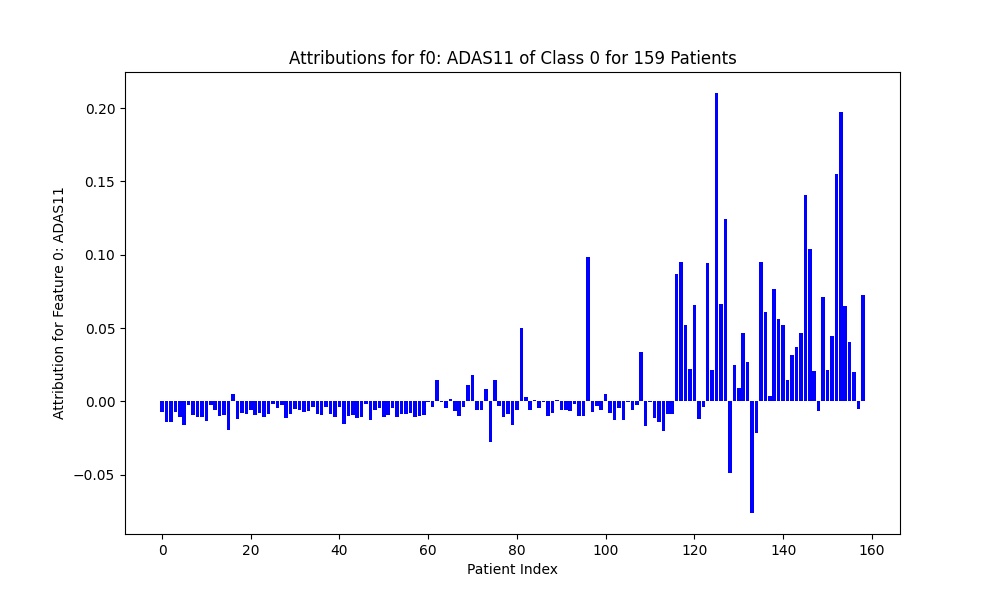 Attributions for f0: ADAS11 of Class 0 for 159 Patients
Attribution for Feature 0: ADAS11
0.20
0.15
0.10
0.05
0.00
−0.05
0 20 40 60 80 100 120 140 160
Patient Index